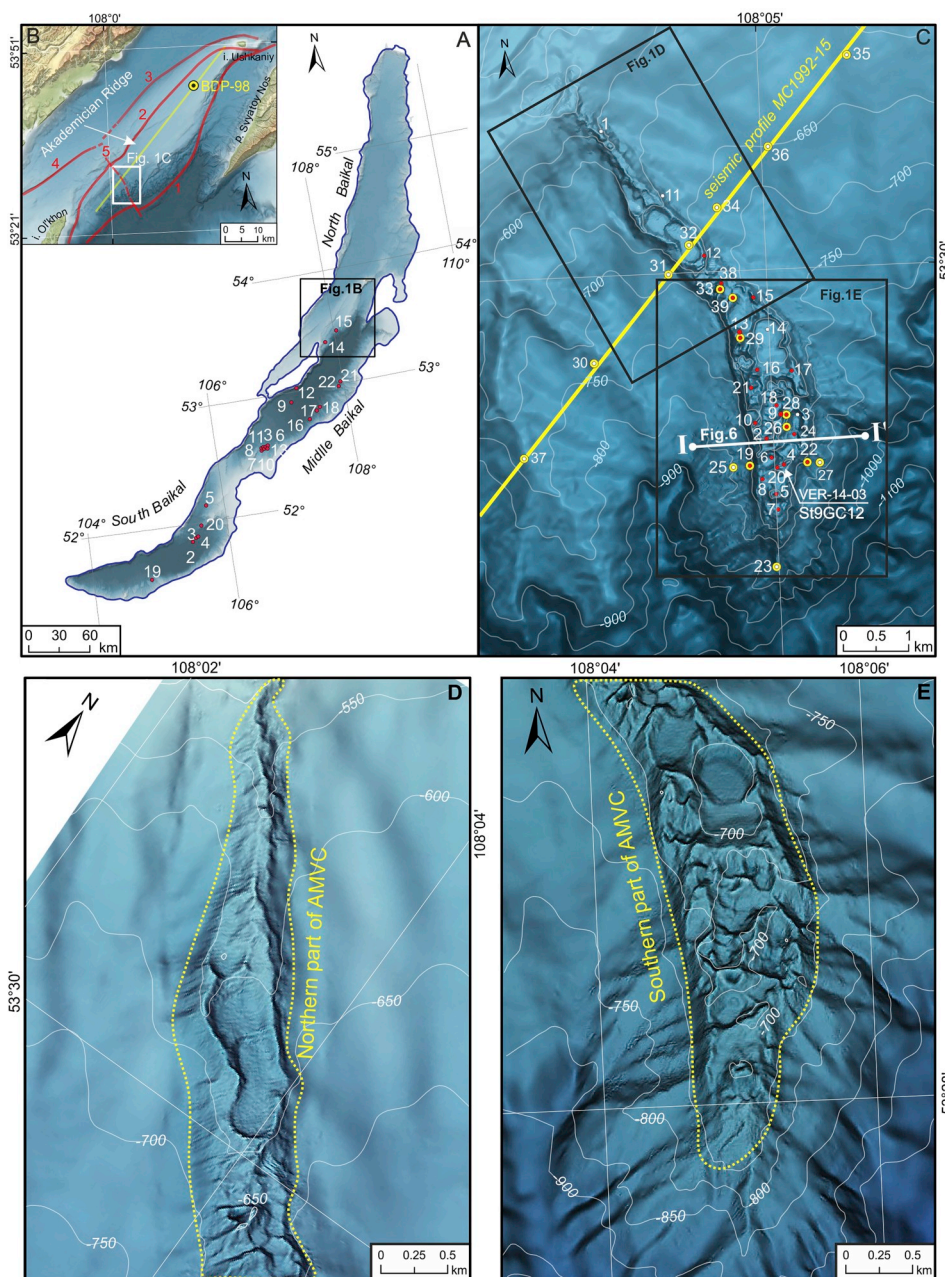 B
108°0'
53°51'
53°21'
3
2
4
5
1
i. Ushkaniy
BDP-98
p. Svyatoy Nos
Akademician Ridge
Fig. 1C
i. Ol'khon
N
0 5 10
km
A
N
55°
108°
North Baikal
54°
54°
110°
Fig.1B
15
14
106°
53°
53°
12
22
21
9
17
18
16
Middle Baikal
108°
8
7
10
6
5
South Baikal
52°
104°
52°
20
3
4
2
19
106°
0 30 60
km
C
108°05'
N
Fig.1D
seismic profile MC1992-15
35
-650
36
1
-700
11
34
-600
32
12
-750
53°30'
31
-700
38
33
39
15
Fig.1E
13
29
14
30
-750
16
17
21
18
28
9
3
10
26
2
24
I
Fig.6
I'
37
-800
-900
25
19
6
4
22
27
-1000
-1100
20
8
5
VER-14-03
St9GC12
7
23
-900
0 0.5 1
km
108°02'
D
N
-550
-600
108°04'
Northern part of AMVC
53°30'
-650
-700
-650
-750
0 0.25 0.5
km
108°04'
108°06'
E
N
-750
-700
Southern part of AMVC
-700
-750
-700
-800
-900
-850
-800
0 0.25 0.5
km